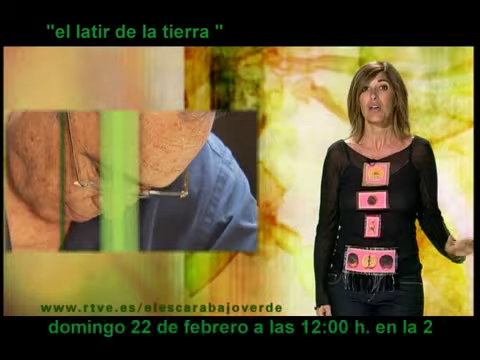 "el latir de la tierra "
www.rtve.es/elescarabajoverde
domingo 22 de febrero a las 12:00 h. en la 2